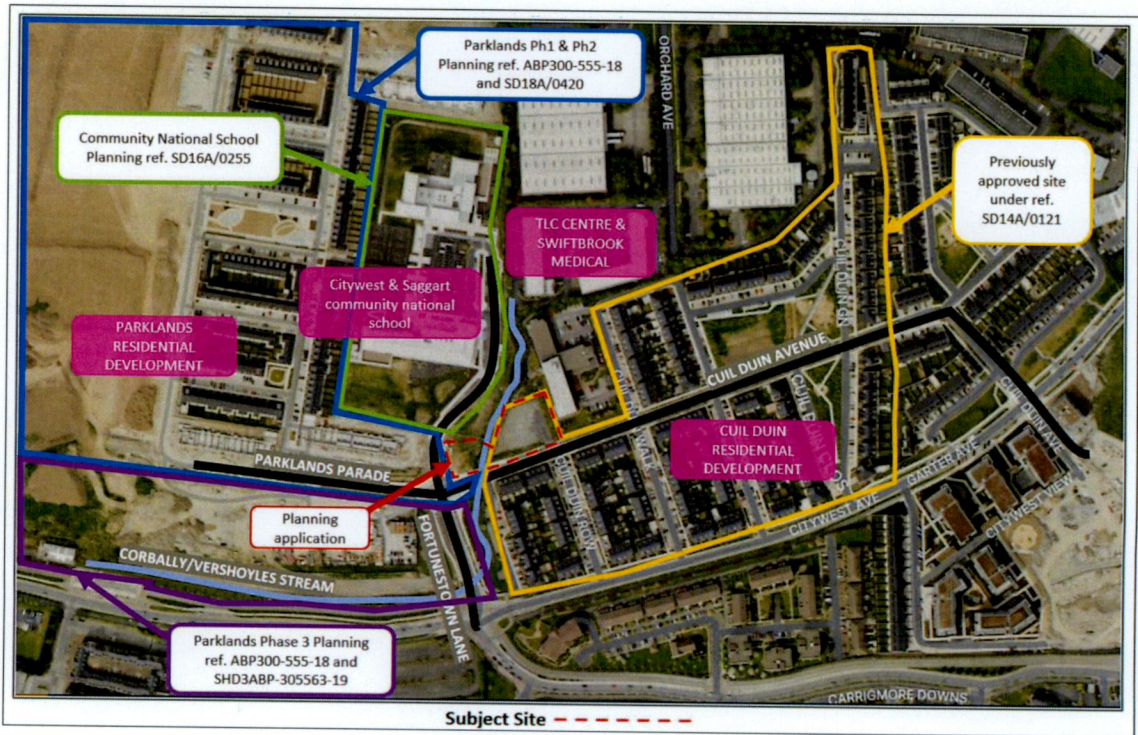 Parklands Ph1 & Ph2
Planning ref. ABP300-555-18
and SD18A/0420
ORCHARD AVE
Community National School
Planning ref. SD16A/0255
Previously
approved site
under ref.
SD14A/0121
TLC CENTRE &
SWIFTBROOK
MEDICAL
Citywest & Saggart
community national
school
PARKLANDS
RESIDENTIAL
DEVELOPMENT
CUIL DUIN AVENUE
CUIL DUIN AVE
WALK
CUIL DUIN
RESIDENTIAL
DEVELOPMENT
PARKLANDS PARADE
CUIL DUIN ROW
GARTER AVE
CITYWEST AVE
CITYWEST VIEW
Planning
application
FORTUNESTOWN LANE
CORBALLY/VERSHOYLES STREAM
Parklands Phase 3 Planning
ref. ABP300-555-18 and
SHD3ABP-305563-19
CARRIGMORE DOWNS
Subject Site